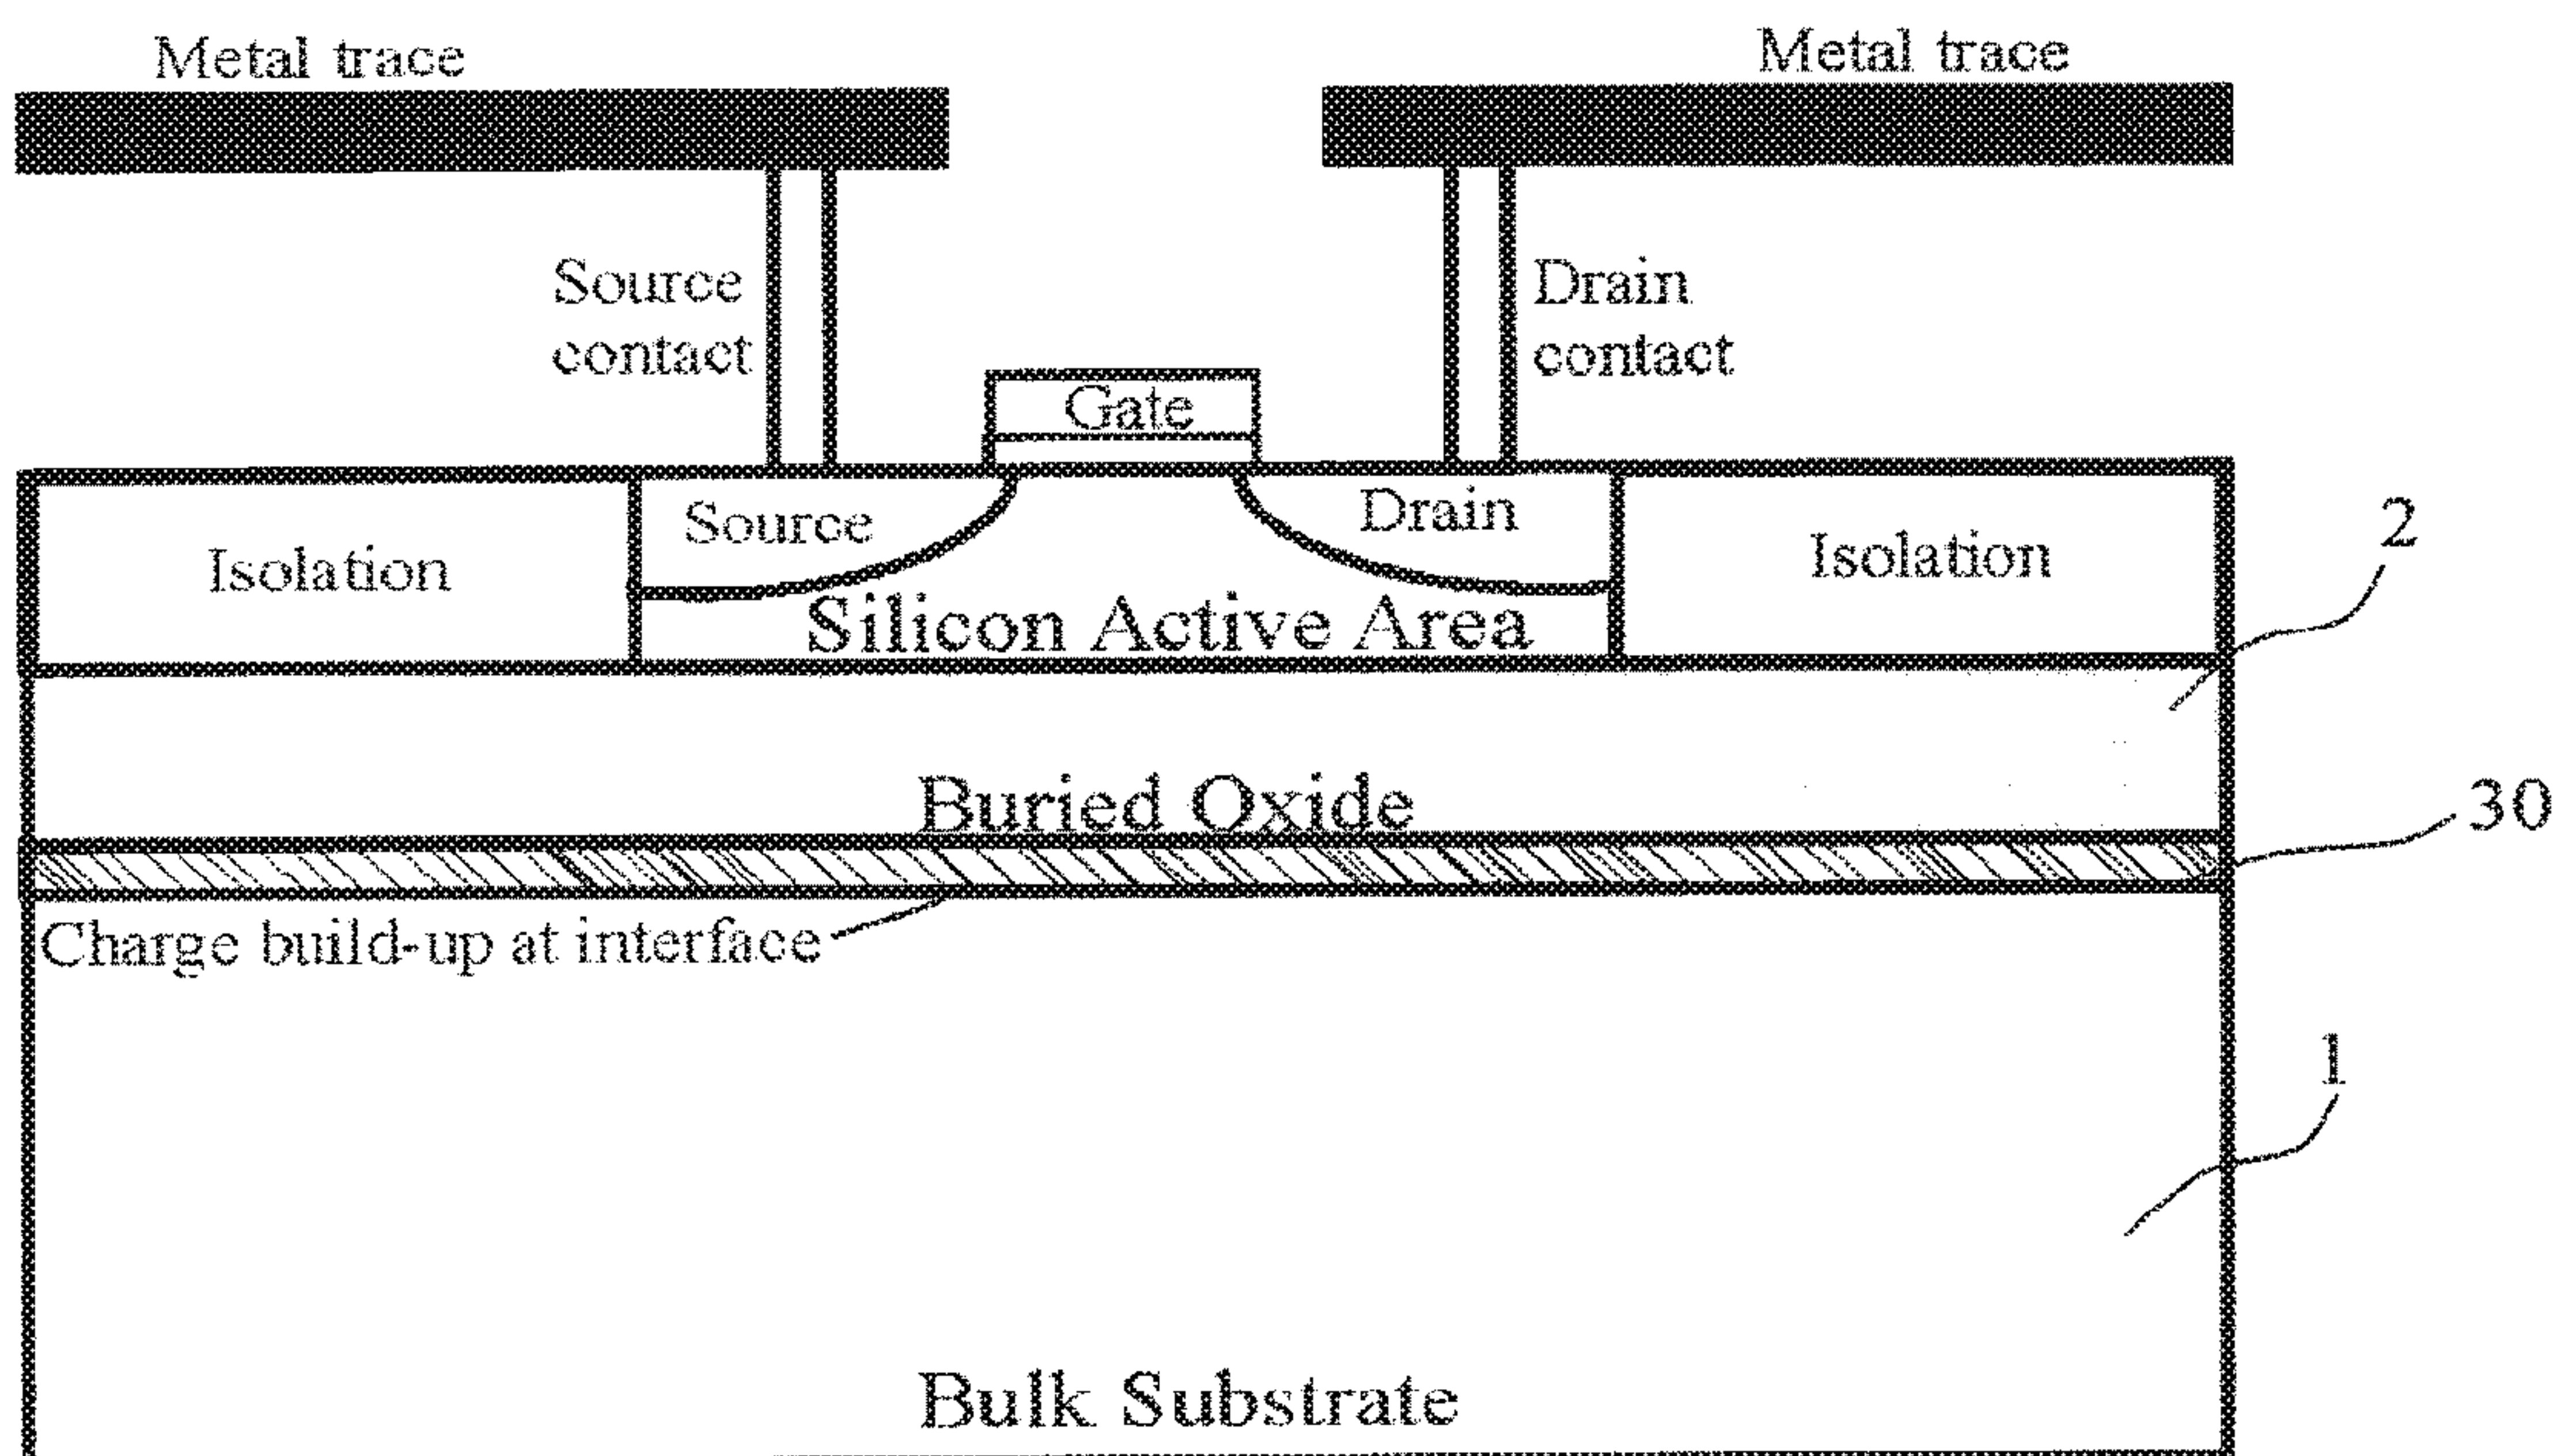 Metal trace
Metal trace
Source
contact
Drain
contact
Gate
Source
Drain
Isolation
Isolation
2
Silicon Active Area
Buried Oxide
30
Charge build-up at interface
1
Bulk Substrate